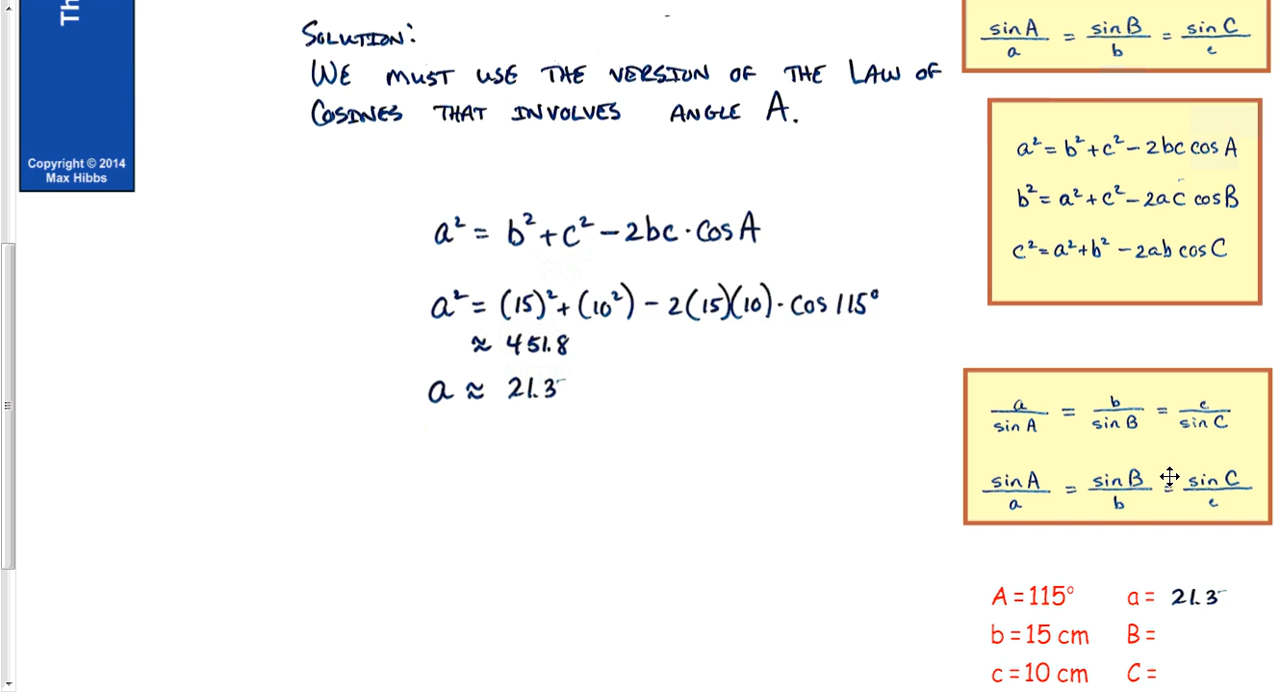 Th
Copyright © 2014
Max Hibbs
SOLUTION:
WE MUST USE THE VERSION OF THE LAW OF
COSINES THAT INVOLVES ANGLE A.
a² = b² + c² − 2bc · cos A
a² = (15)² + (10²) − 2(15)(10) · cos 115°
≈ 451.8
a ≈ 21.3
sin A / a = sin B / b = sin C / c
a² = b² + c² − 2bc cos A
b² = a² + c² − 2ac cos B
c² = a² + b² − 2ab cos C
a / sin A = b / sin B = c / sin C
sin A / a = sin B / b = sin C / c
A = 115° a = 21.3
b = 15 cm B =
c = 10 cm C =